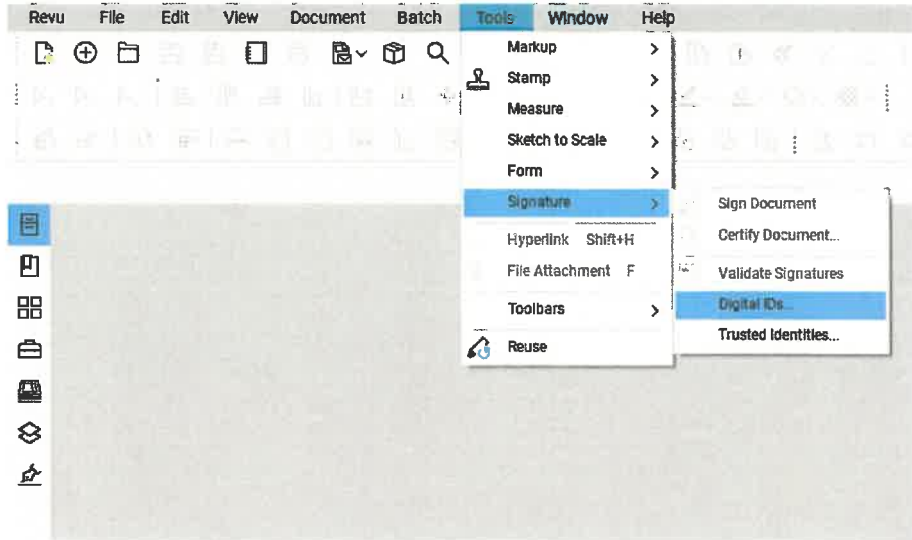 Revu File Edit View Document Batch Tools Window Help
Markup
Stamp
Measure
Sketch to Scale
Form
Signature
Hyperlink Shift+H
File Attachment F
Toolbars
Reuse
Sign Document
Certify Document...
Validate Signatures
Digital IDs...
Trusted Identities...